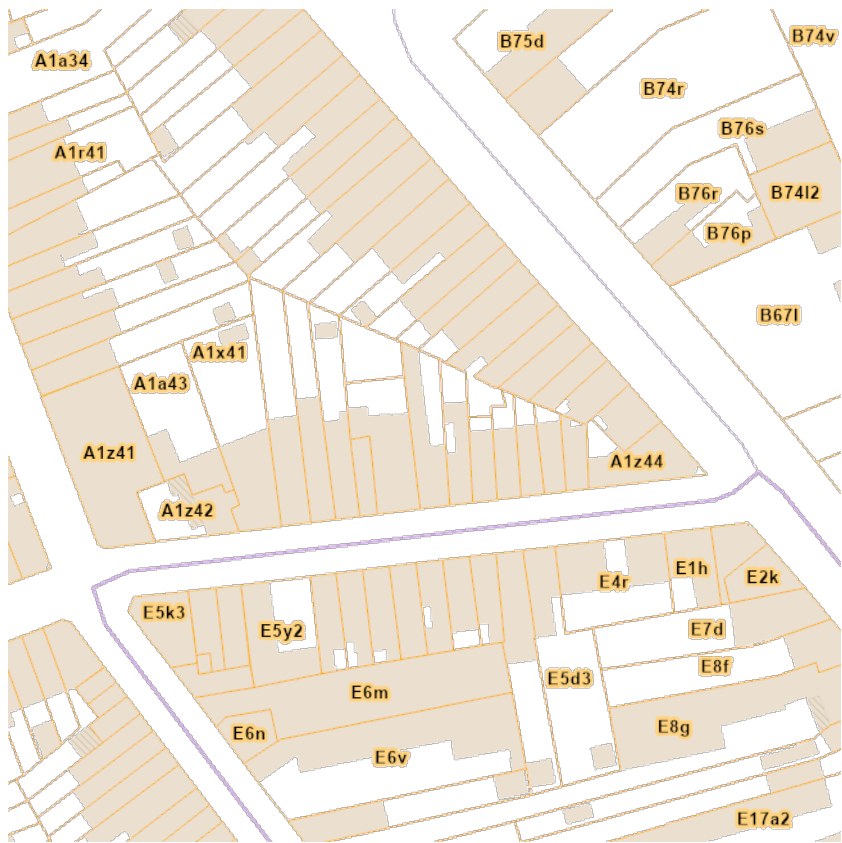 B74v
B75d
A1a34
B74r
B76s
A1r41
B76r
B74l2
B76p
B67l
A1x41
A1a43
A1z41
A1z44
A1z42
E1h
E2k
E4r
E5k3
E5y2
E7d
E8f
E5d3
E6m
E8g
E6n
E6v
E17a2